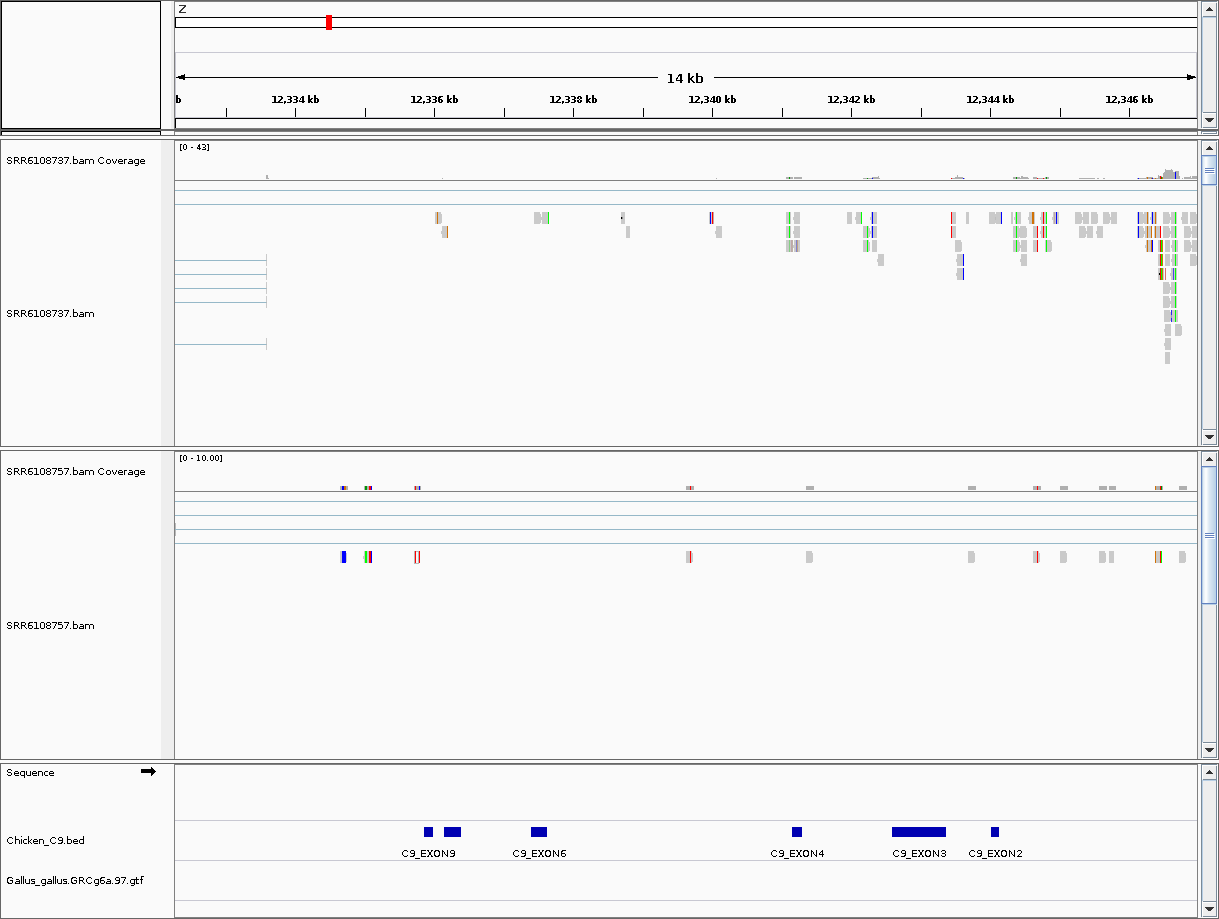 Z
14 kb
b 12,334 kb 12,336 kb 12,338 kb 12,340 kb 12,342 kb 12,344 kb 12,346 kb
[0 - 43]
SRR6108737.bam Coverage
SRR6108737.bam
[0 - 10.00]
SRR6108757.bam Coverage
SRR6108757.bam
Sequence
Chicken_C9.bed
C9_EXON9 C9_EXON6 C9_EXON4 C9_EXON3 C9_EXON2
Gallus_gallus.GRCg6a.97.gtf